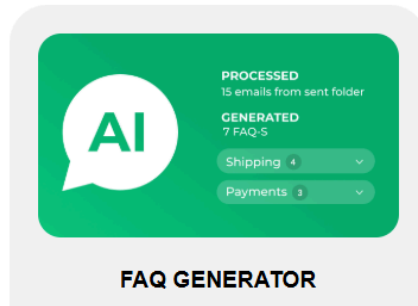 AI
PROCESSED
15 emails from sent folder
GENERATED
7 FAQ-S
Shipping 4
Payments 3
FAQ GENERATOR